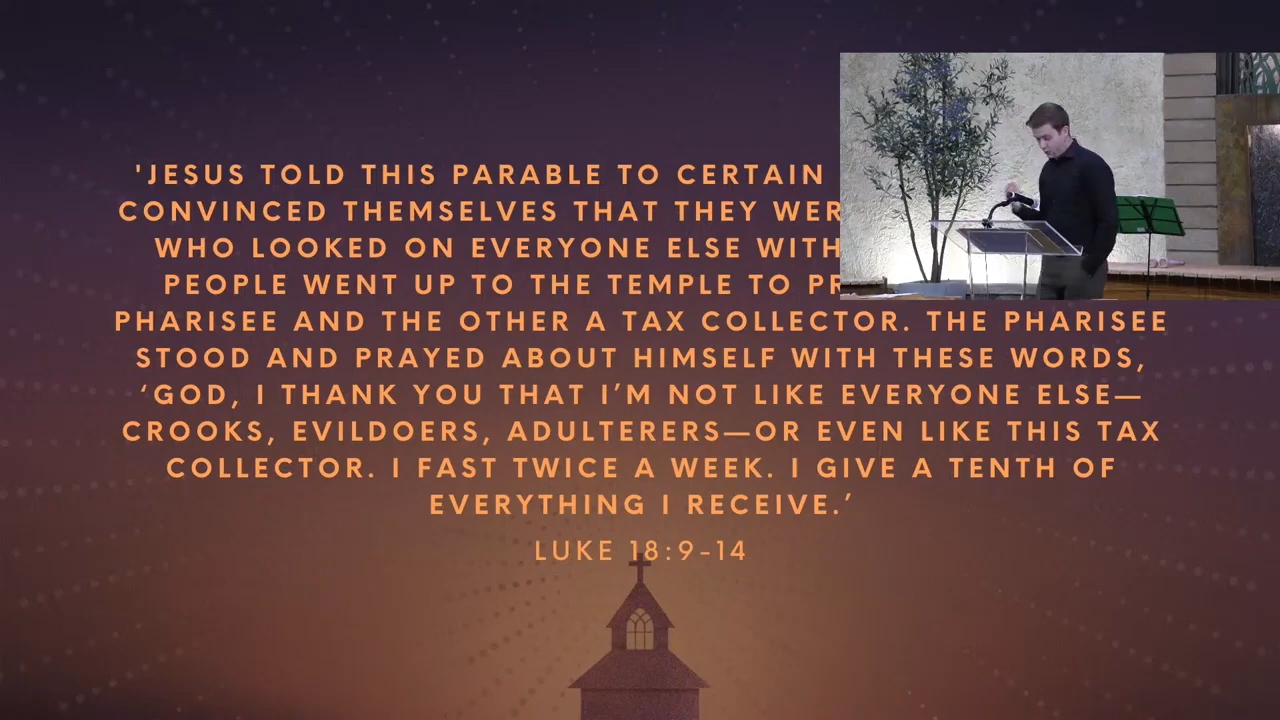 'JESUS TOLD THIS PARABLE TO CERTAIN
CONVINCED THEMSELVES THAT THEY
WHO LOOKED ON EVERYONE ELSE WITH
PEOPLE WENT UP TO THE TEMPLE TO
PHARISEE AND THE OTHER A TAX COLLECTOR. THE PHARISEE
STOOD AND PRAYED ABOUT HIMSELF WITH THESE WORDS,
‘GOD, I THANK YOU THAT I’M NOT LIKE EVERYONE ELSE—
CROOKS, EVILDOERS, ADULTERERS—OR EVEN LIKE THIS TAX
COLLECTOR. I FAST TWICE A WEEK. I GIVE A TENTH OF
EVERYTHING I RECEIVE.’
LUKE 18:9-14